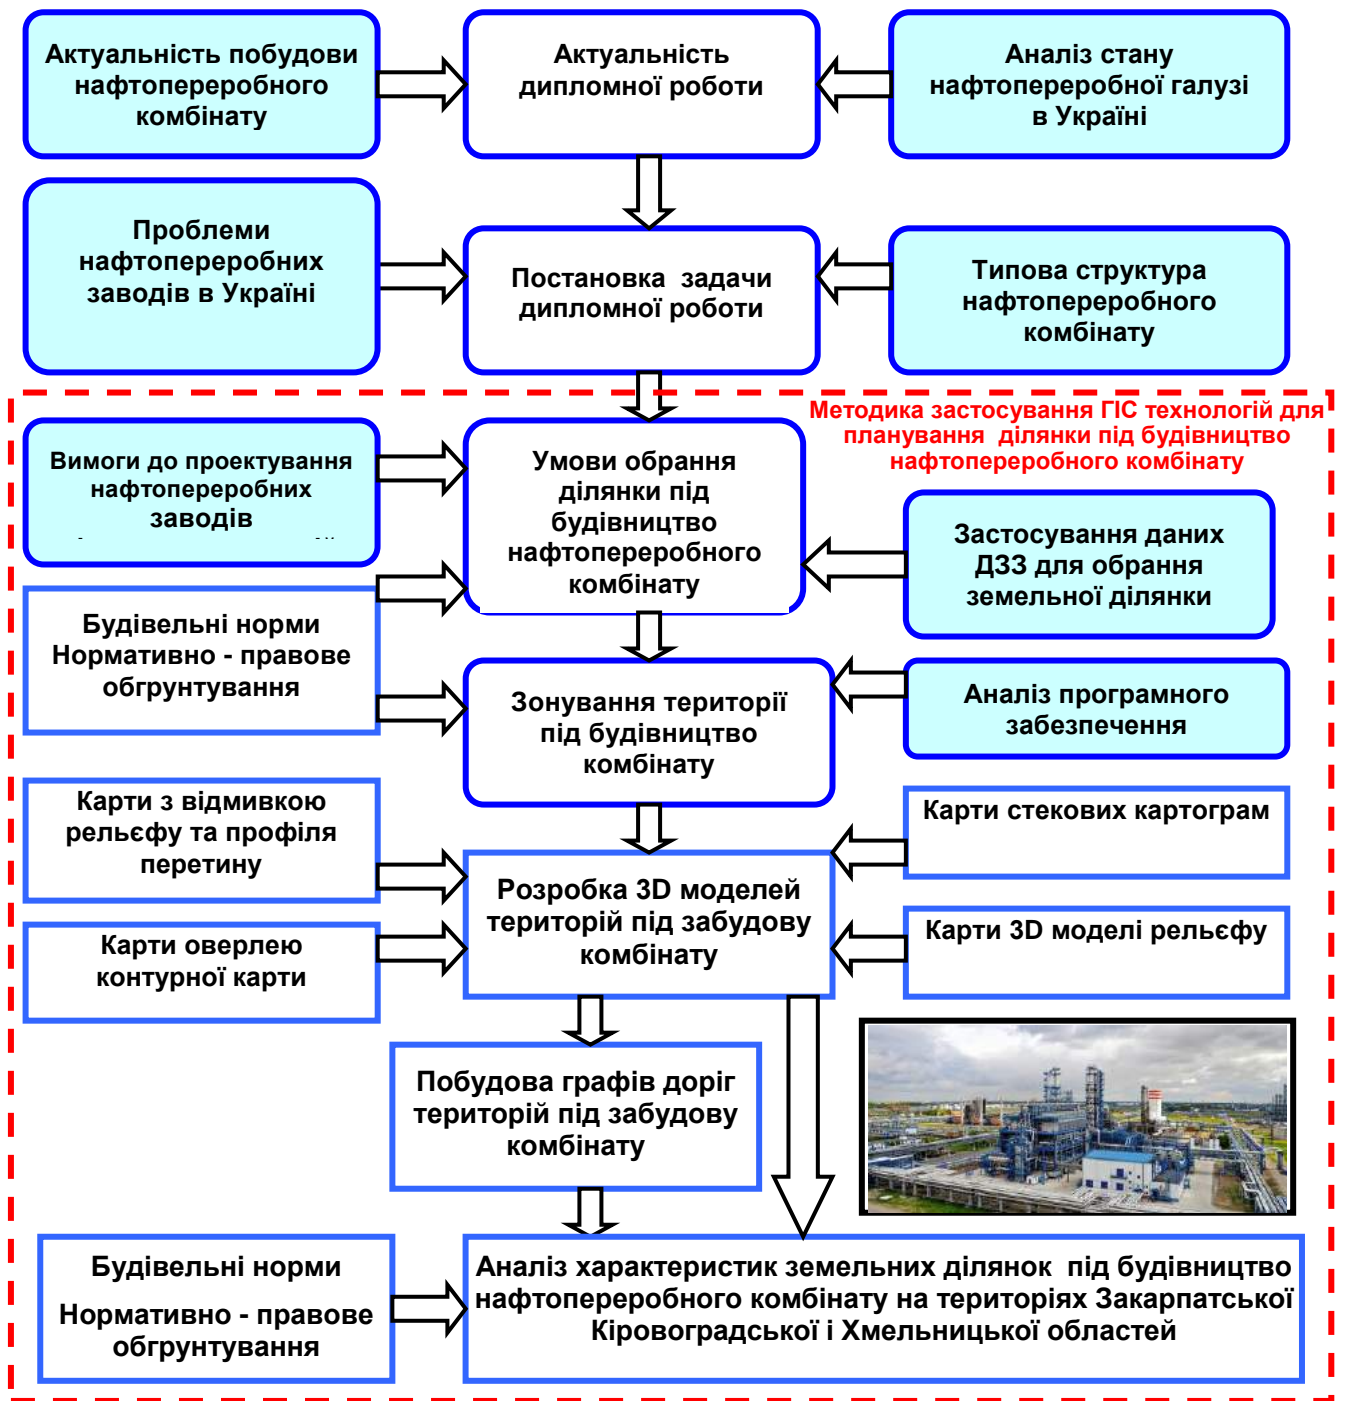 Актуальність побудови
нафтопереробного
комбінату
Актуальність
дипломної роботи
Аналіз стану
нафтопереробної галузі
в Україні
Проблеми
нафтопереробних
заводів в Україні
Постановка задачи
дипломної роботи
Типова структура
нафтопереробного
комбінату
Методика застосування ГІС технологій для
планування ділянки під будівництво
нафтопереробного комбінату
Вимоги до проектування
нафтопереробних
заводів
Умови обрання
ділянки під
будівництво
нафтопереробного
комбінату
Застосування даних
ДЗЗ для обрання
земельної ділянки
Будівельні норми
Нормативно - правове
обгрунтування
Зонування території
під будівництво
комбінату
Аналіз програмного
забезпечення
Карти з відмивкою
рельєфу та профіля
перетину
Карти стекових картограм
Розробка 3D моделей
територій під забудову
комбінату
Карти оверлею
контурної карти
Карти 3D моделі рельєфу
Побудова графів доріг
територій під забудову
комбінату
Будівельні норми
Нормативно - правове
обгрунтування
Аналіз характеристик земельних ділянок під будівництво
нафтопереробного комбінату на територіях Закарпатської
Кіровоградської і Хмельницької областей